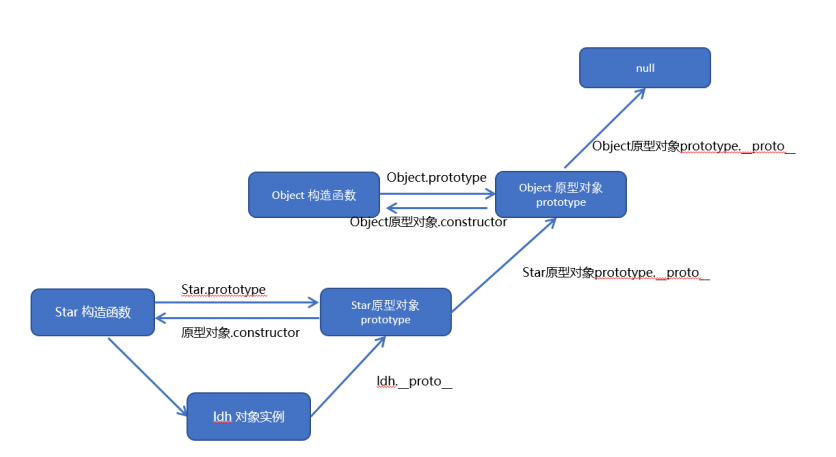 null
Object原型对象prototype.__proto__
Object.prototype
Object 构造函数
Object 原型对象
prototype
Object原型对象.constructor
Star原型对象prototype.__proto__
Star.prototype
Star 构造函数
Star原型对象
prototype
原型对象.constructor
ldh.__proto__
ldh 对象实例